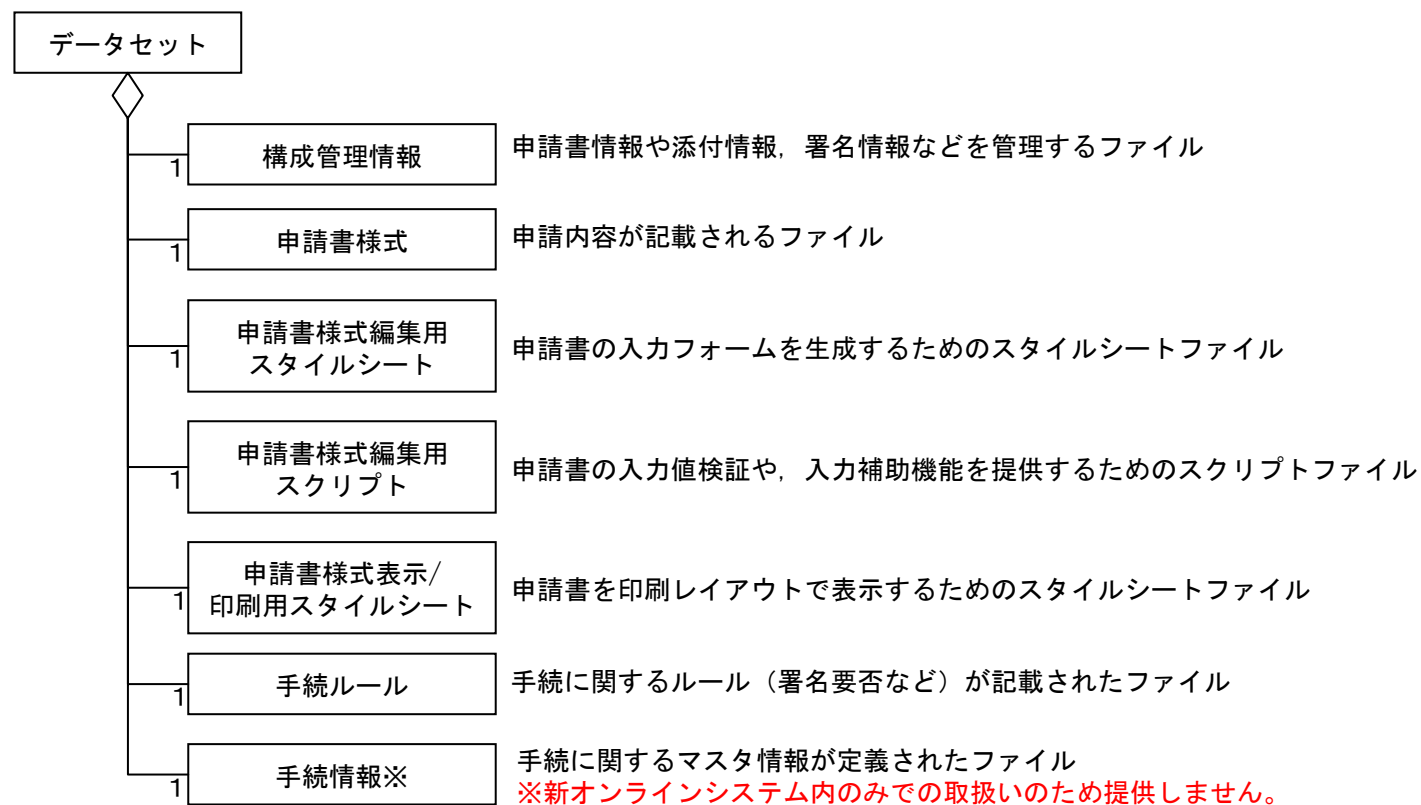 データセット
1
構成管理情報
申請書情報や添付情報，署名情報などを管理するファイル
1
申請書様式
申請内容が記載されるファイル
1
申請書様式編集用
スタイルシート
申請書の入力フォームを生成するためのスタイルシートファイル
1
申請書様式編集用
スクリプト
申請書の入力値検証や，入力補助機能を提供するためのスクリプトファイル
1
申請書様式表示/
印刷用スタイルシート
申請書を印刷レイアウトで表示するためのスタイルシートファイル
1
手続ルール
手続に関するルール（署名要否など）が記載されたファイル
1
手続情報※
手続に関するマスタ情報が定義されたファイル
※新オンラインシステム内のみでの取扱いのため提供しません。